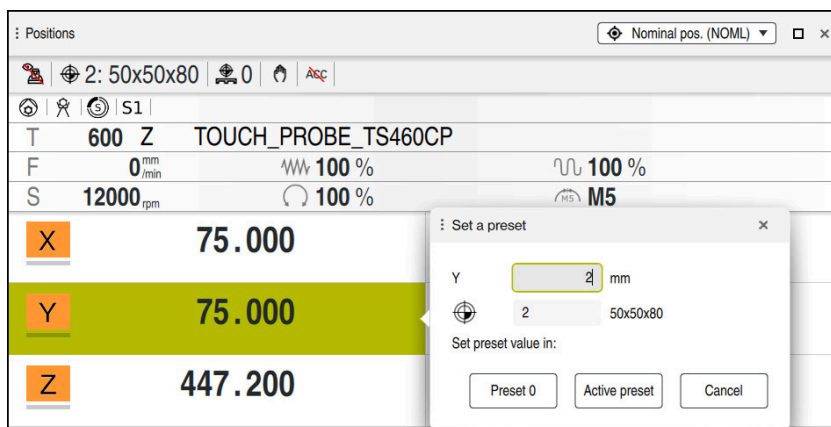 Positions
Nominal pos. (NOML)
2: 50x50x80 0 ACC
S S1
T 600 Z TOUCH_PROBE_TS460CP
F 0 mm/min 100 % 100 %
S 12000 rpm 100 % M5 M5
X 75.000
Set a preset
Y 2 mm
2 50x50x80
Set preset value in:
Preset 0 Active preset Cancel
Y 75.000
Z 447.200